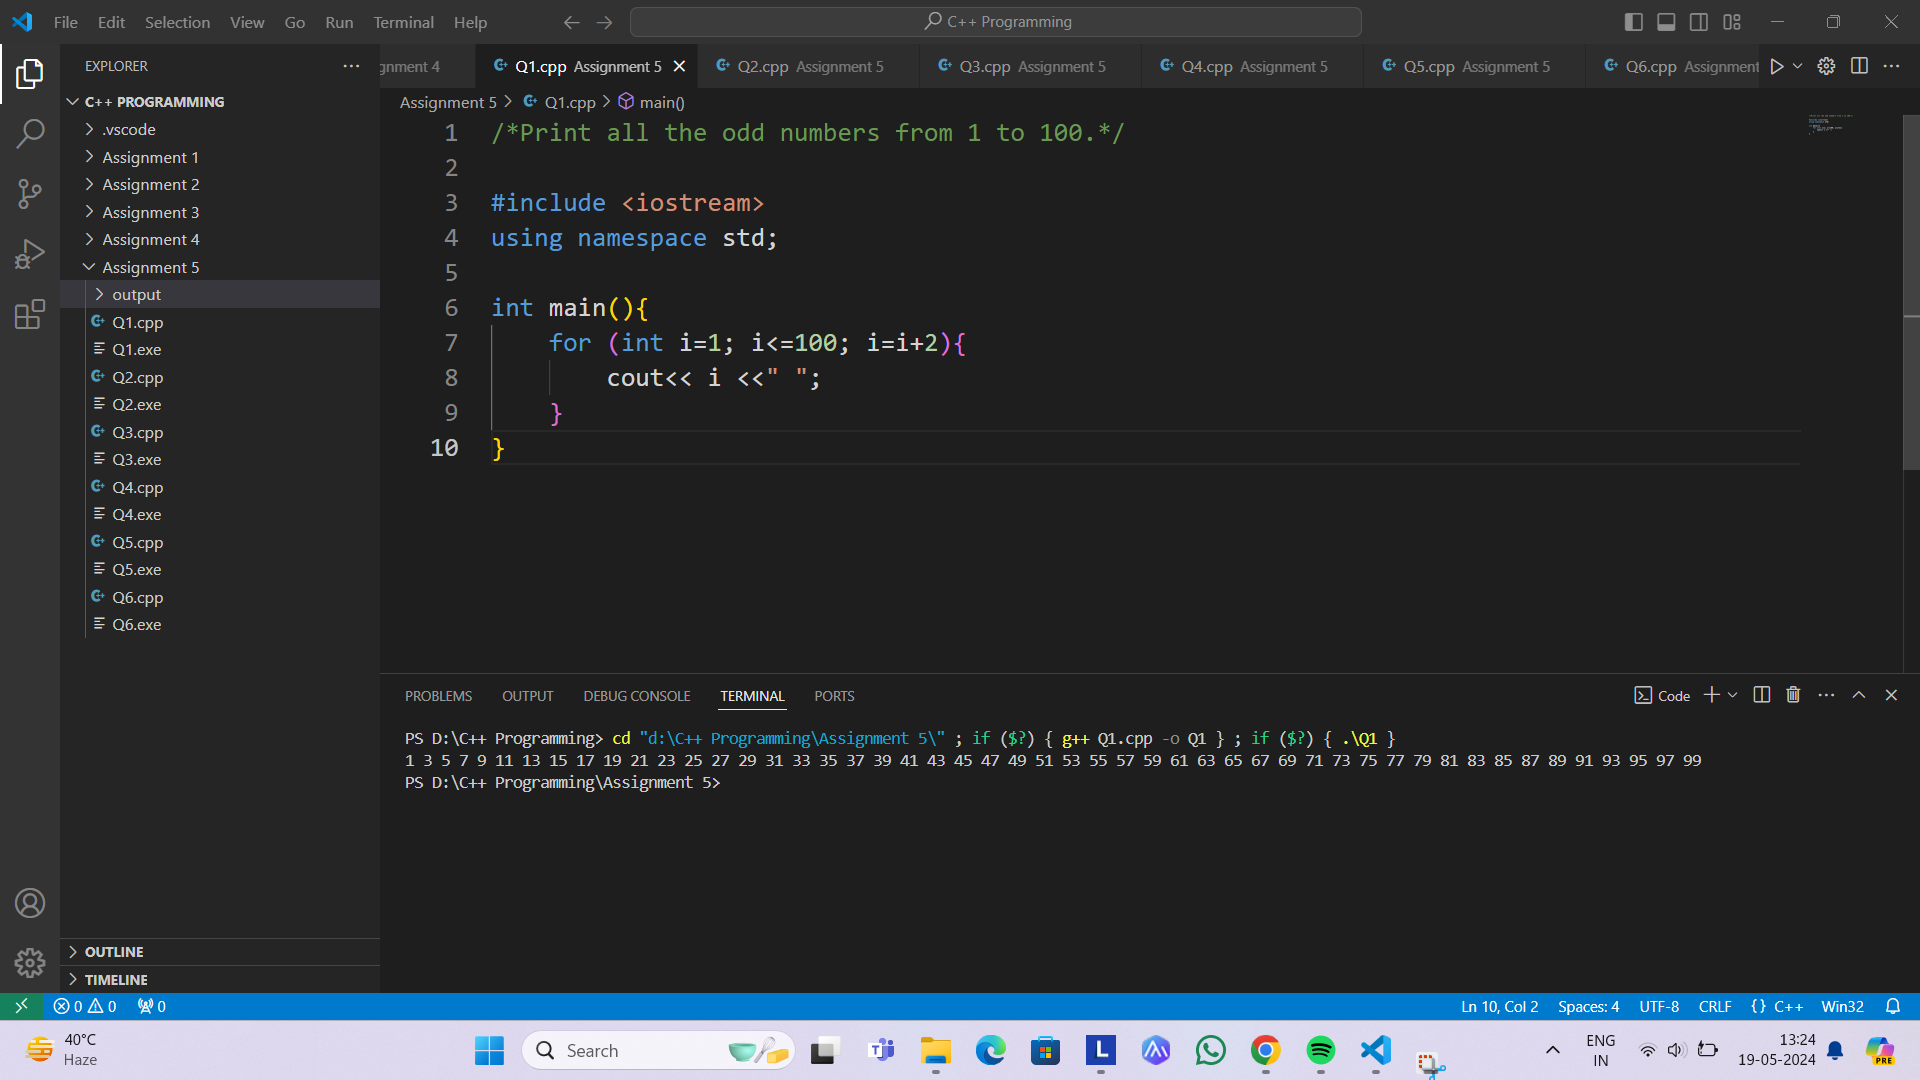 File Edit Selection View Go Run Terminal Help
C++ Programming
EXPLORER
C++ PROGRAMMING
.vscode
Assignment 1
Assignment 2
Assignment 3
Assignment 4
Assignment 5
output
Q1.cpp
Q1.exe
Q2.cpp
Q2.exe
Q3.cpp
Q3.exe
Q4.cpp
Q4.exe
Q5.cpp
Q5.exe
Q6.cpp
Q6.exe
OUTLINE
TIMELINE
gnment 4 Q1.cpp Assignment 5 Q2.cpp Assignment 5 Q3.cpp Assignment 5 Q4.cpp Assignment 5 Q5.cpp Assignment 5 Q6.cpp Assignment
Assignment 5 > Q1.cpp > main()
1 /*Print all the odd numbers from 1 to 100.*/
2
3 #include <iostream>
4 using namespace std;
5
6 int main(){
7 for (int i=1; i<=100; i=i+2){
8 cout<< i <<" ";
9 }
10 }
PROBLEMS OUTPUT DEBUG CONSOLE TERMINAL PORTS
Code
PS D:\C++ Programming> cd "d:\C++ Programming\Assignment 5\" ; if ($?) { g++ Q1.cpp -o Q1 } ; if ($?) { .\Q1 }
1 3 5 7 9 11 13 15 17 19 21 23 25 27 29 31 33 35 37 39 41 43 45 47 49 51 53 55 57 59 61 63 65 67 69 71 73 75 77 79 81 83 85 87 89 91 93 95 97 99
PS D:\C++ Programming\Assignment 5>
0 0 0
Ln 10, Col 2 Spaces: 4 UTF-8 CRLF {} C++ Win32
40°C
Haze
Search
L
PRE
ENG
IN
13:24
19-05-2024